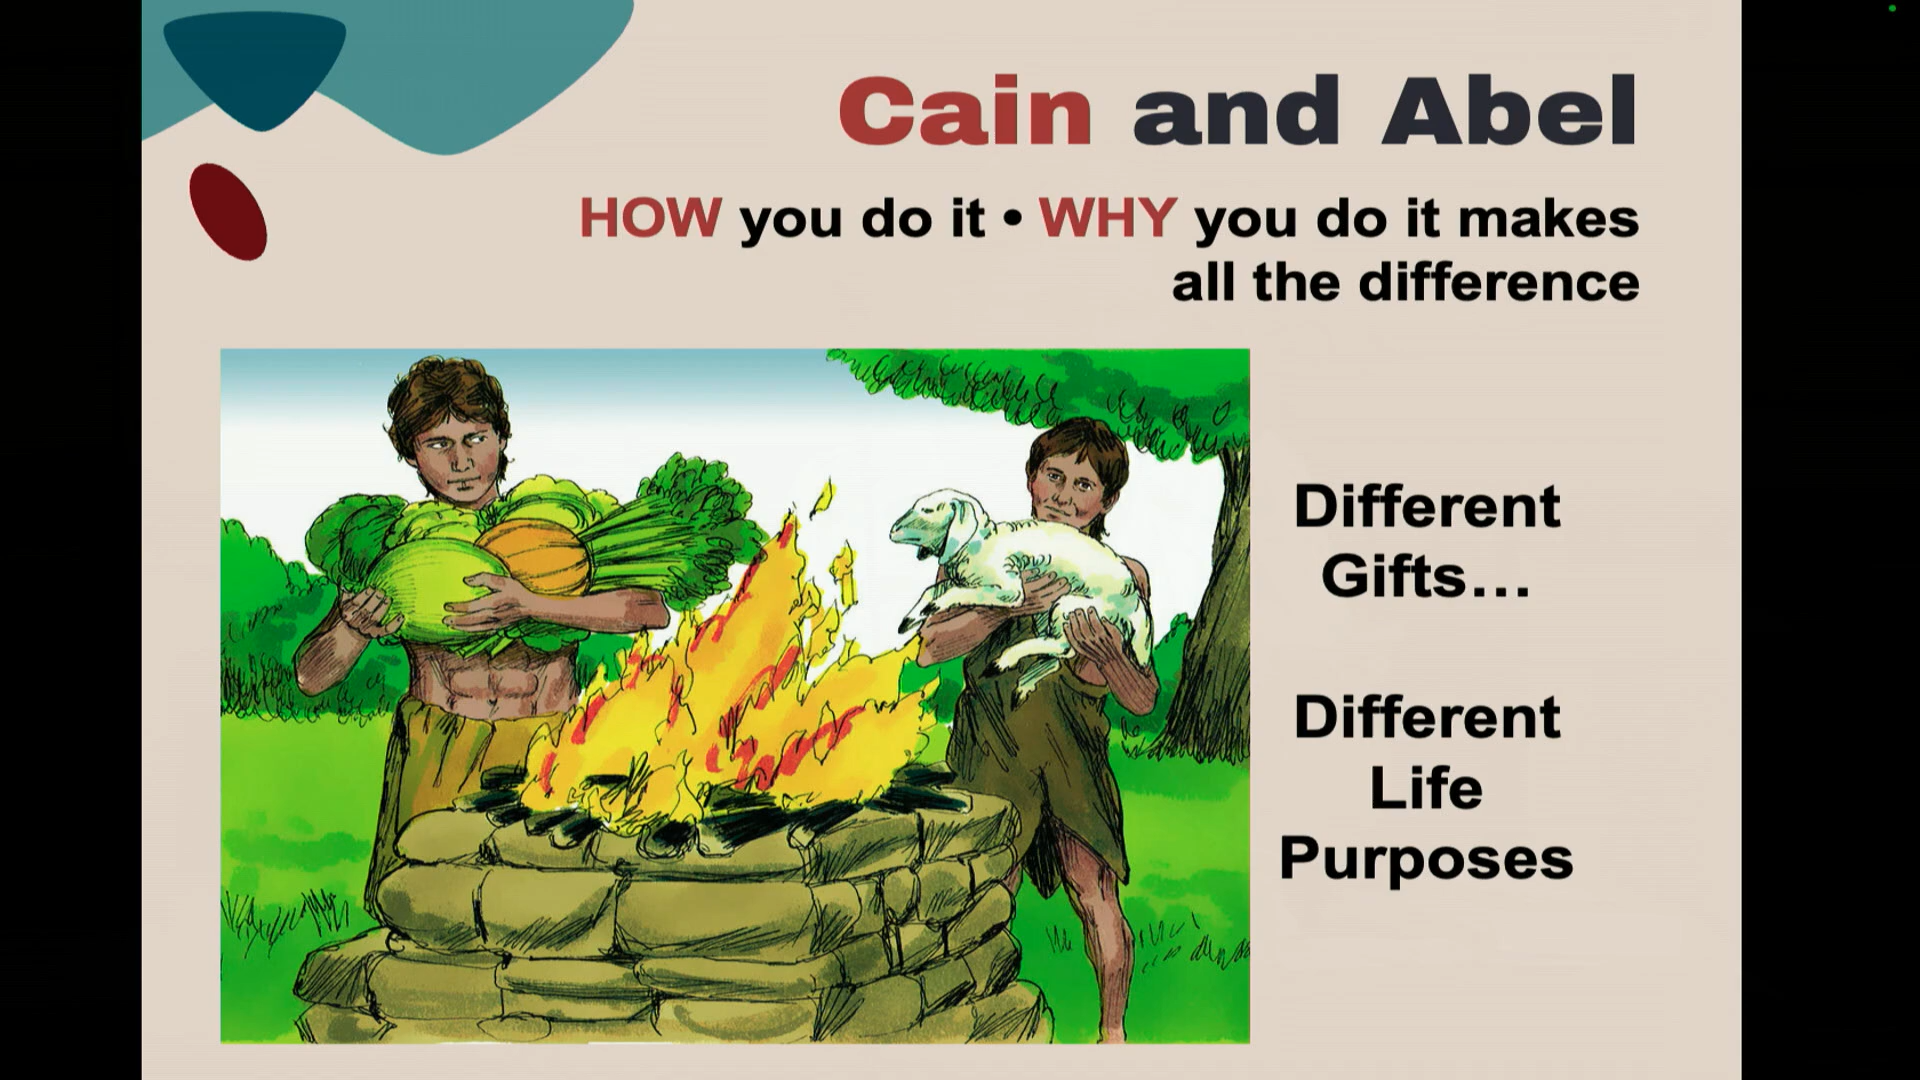 Cain and Abel
HOW you do it • WHY you do it makes
all the difference
Different
Gifts…
Different
Life
Purposes